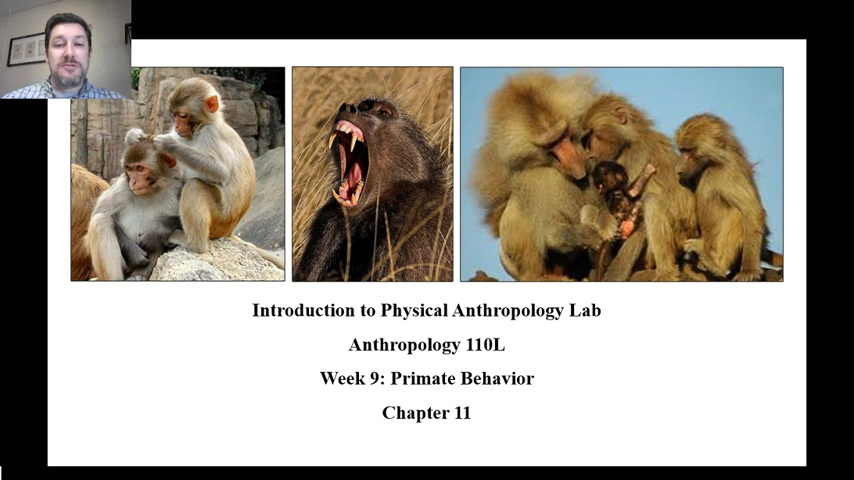 Introduction to Physical Anthropology Lab
Anthropology 110L
Week 9: Primate Behavior
Chapter 11